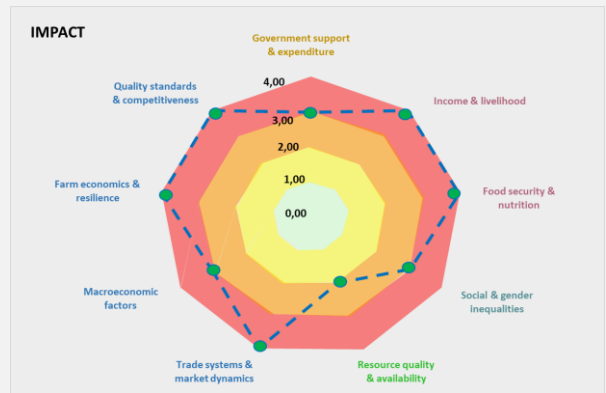 IMPACT
Government support
& expenditure
Quality standards
& competitiveness
4,00
Income & livelihood
3,00
2,00
Farm economics &
resilience
1,00
Food security &
nutrition
0,00
Macroeconomic
factors
Social & gender
inequalities
Trade systems &
market dynamics
Resource quality
& availability